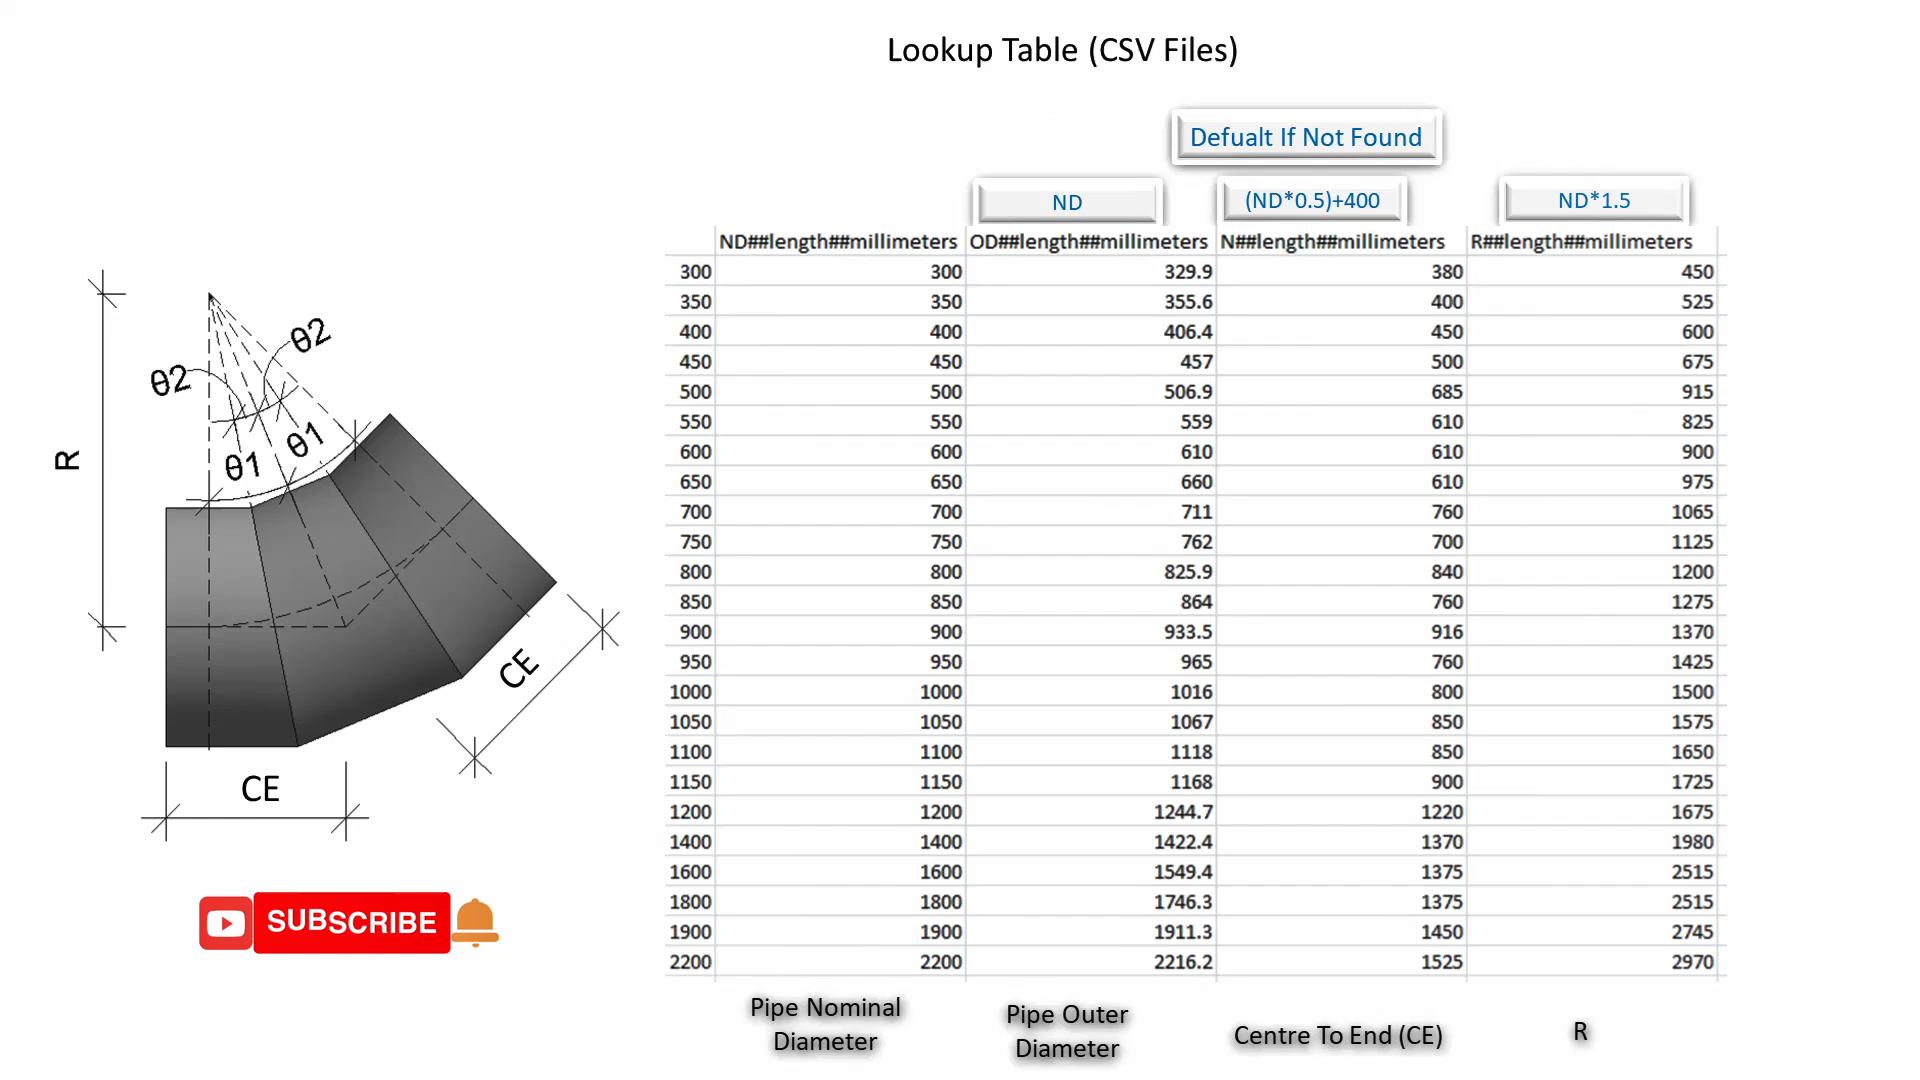 Lookup Table (CSV Files)
Defualt If Not Found
ND
(ND*0.5)+400
ND*1.5
ND##length##millimeters OD##length##millimeters N##length##millimeters R##length##millimeters
300 300 329.9 380 450
350 350 355.6 400 525
400 400 406.4 450 600
450 450 457 500 675
500 500 506.9 685 915
550 550 559 610 825
600 600 610 610 900
650 650 660 610 975
700 700 711 760 1065
750 750 762 700 1125
800 800 825.9 840 1200
850 850 864 760 1275
900 900 933.5 916 1370
950 950 965 760 1425
1000 1000 1016 800 1500
1050 1050 1067 850 1575
1100 1100 1118 850 1650
1150 1150 1168 900 1725
1200 1200 1244.7 1220 1675
1400 1400 1422.4 1370 1980
1600 1600 1549.4 1375 2515
1800 1800 1746.3 1375 2515
1900 1900 1911.3 1450 2745
2200 2200 2216.2 1525 2970
Pipe Nominal
Diameter
Pipe Outer
Diameter
Centre To End (CE)
R
θ2
θ2
θ1
θ1
R
CE
CE
SUBSCRIBE